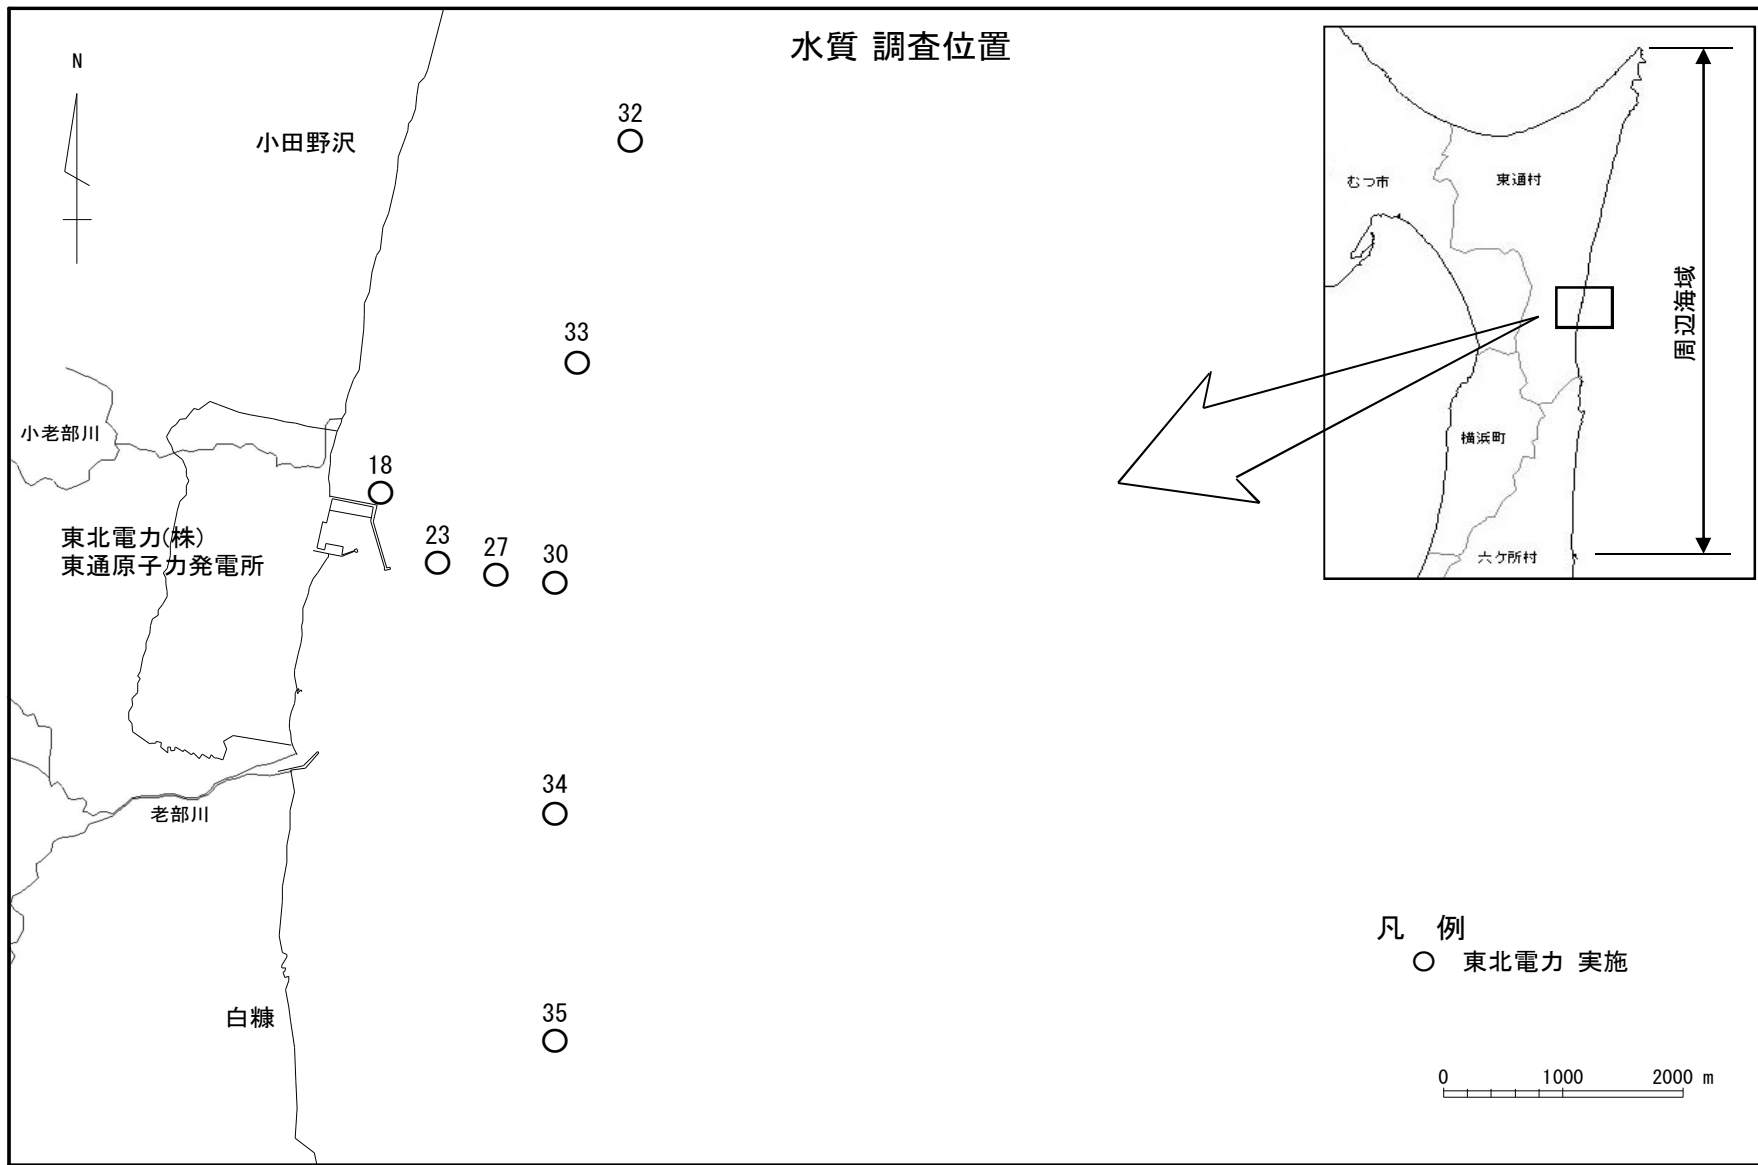 水質 調査位置
N
小田野沢
32
33
小老部川
18
東北電力(株)
東通原子力発電所
23
27
30
34
老部川
35
白糠
むつ市
東通村
周辺海域
横浜町
六ケ所村
凡 例
東北電力 実施
0 1000 2000 m